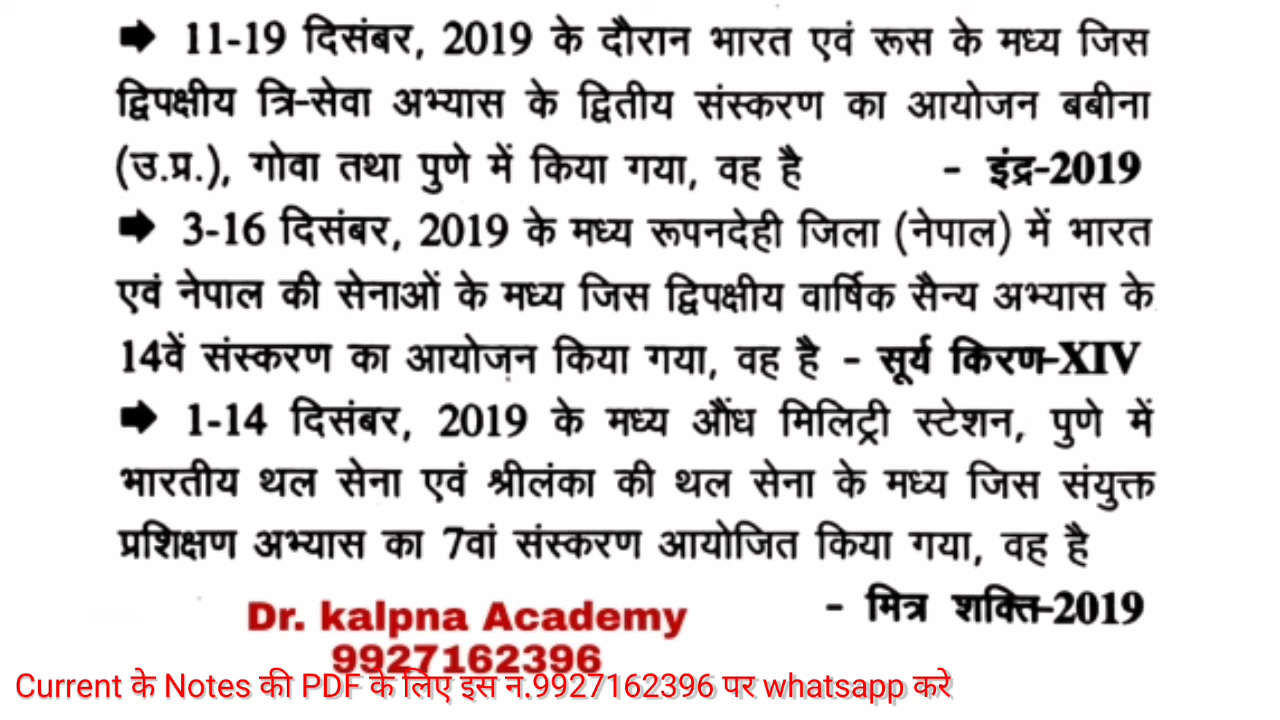 ➡ 11-19 दिसंबर, 2019 के दौरान भारत एवं रूस के मध्य जिस
द्विपक्षीय त्रि-सेवा अभ्यास के द्वितीय संस्करण का आयोजन बबीना
(उ.प्र.), गोवा तथा पुणे में किया गया, वह है - इंद्र-2019
➡ 3-16 दिसंबर, 2019 के मध्य रूपनदेही जिला (नेपाल) में भारत
एवं नेपाल की सेनाओं के मध्य जिस द्विपक्षीय वार्षिक सैन्य अभ्यास के
14वें संस्करण का आयोजन किया गया, वह है - सूर्य किरण-XIV
➡ 1-14 दिसंबर, 2019 के मध्य औंध मिलिट्री स्टेशन, पुणे में
भारतीय थल सेना एवं श्रीलंका की थल सेना के मध्य जिस संयुक्त
प्रशिक्षण अभ्यास का 7वां संस्करण आयोजित किया गया, वह है
- मित्र शक्ति-2019
Dr. kalpna Academy
9927162396
Current के Notes की PDF के लिए इस न.9927162396 पर whatsapp करे